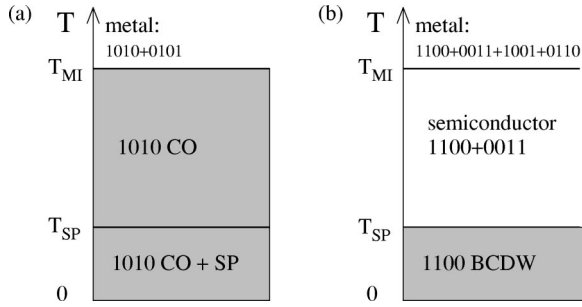 (a)
T
metal:
1010+0101
T_MI
1010 CO
T_SP
1010 CO + SP
0
(b)
T
metal:
1100+0011+1001+0110
T_MI
semiconductor
1100+0011
T_SP
1100 BCDW
0